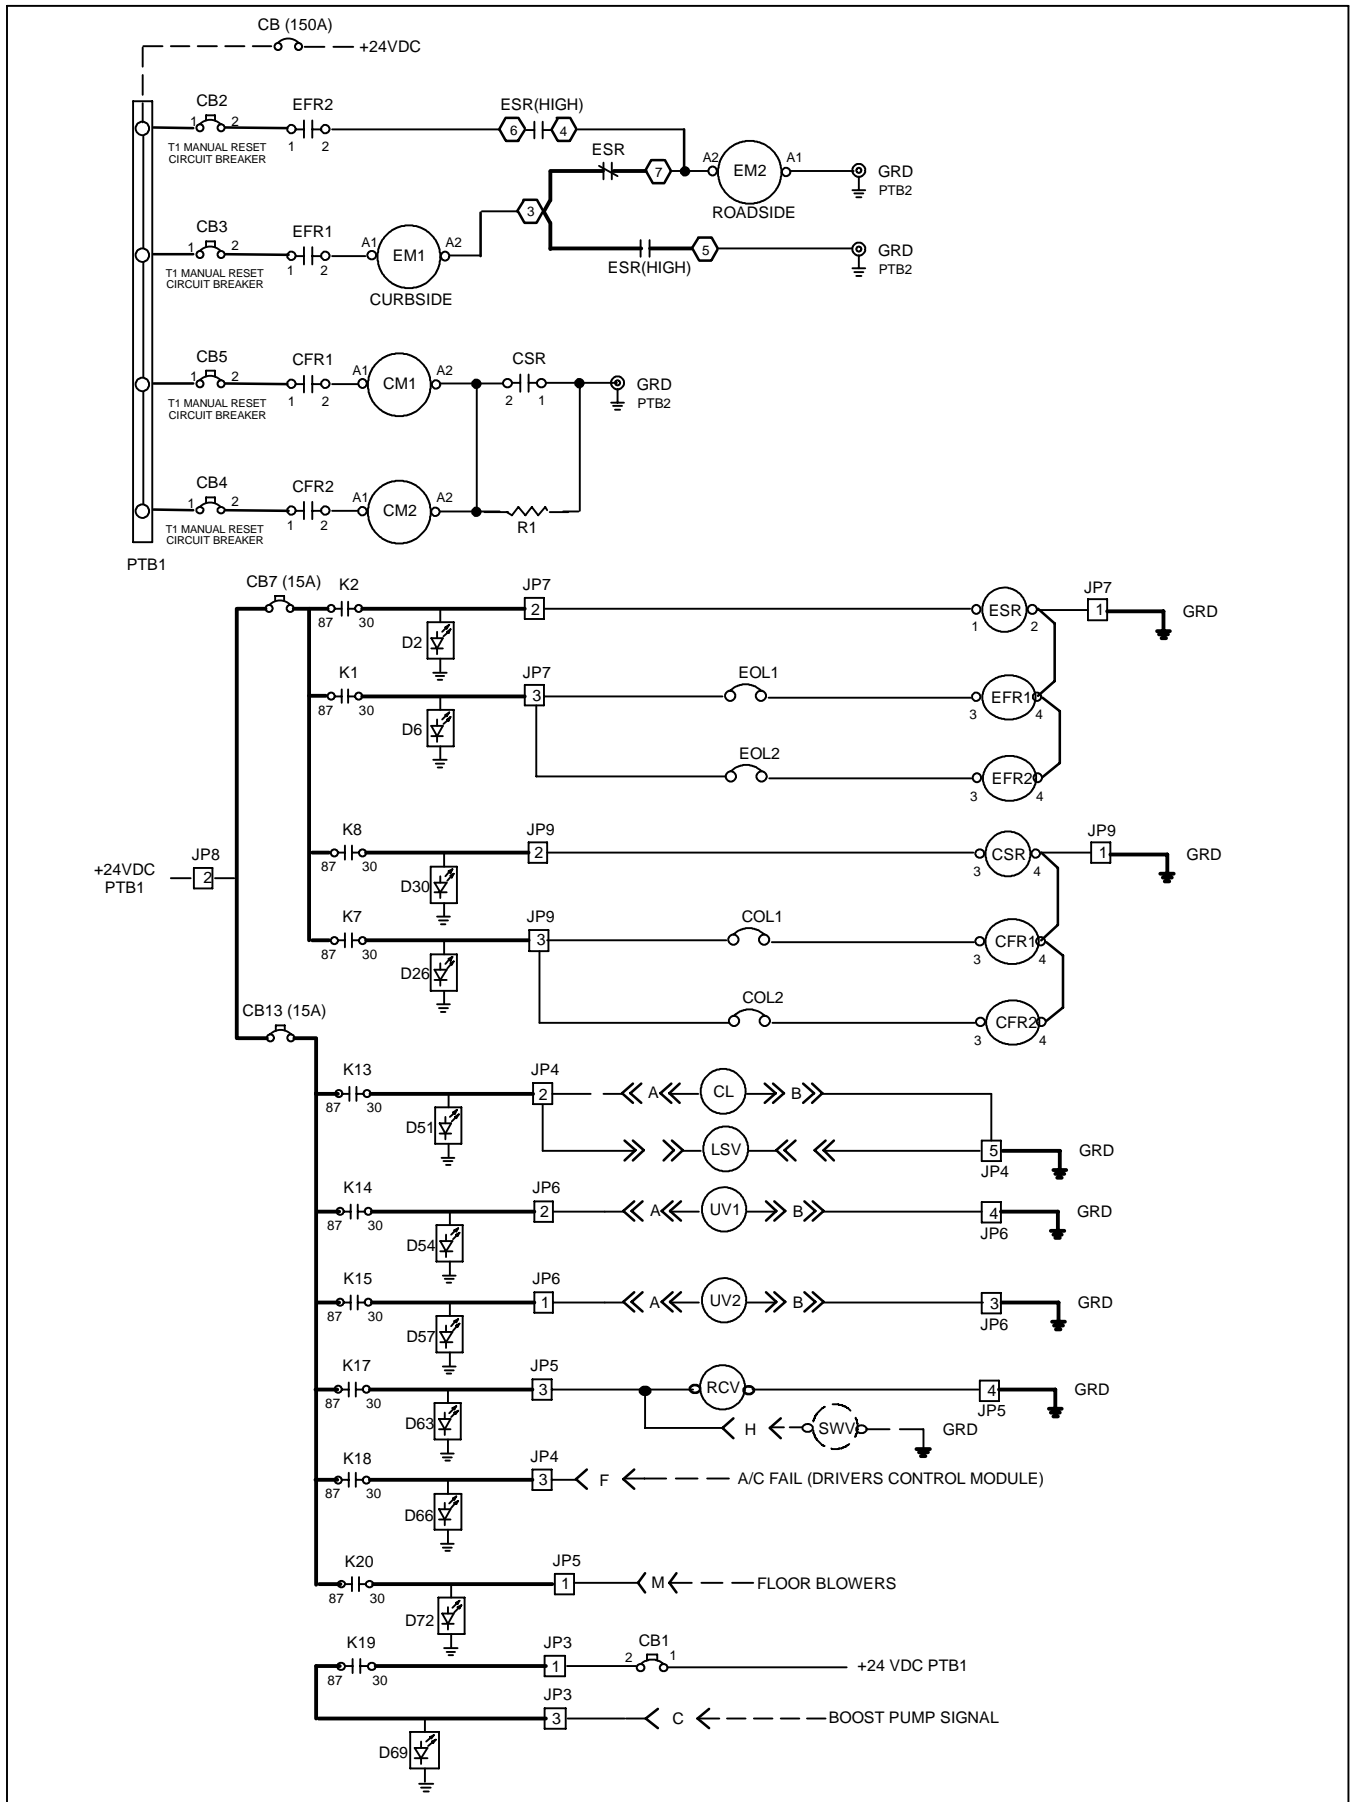 CB (150A)
+24VDC
CB2 EFR2 ESR(HIGH)
1 2 1 2 6 4
T1 MANUAL RESET
CIRCUIT BREAKER
ESR 7 A2 EM2 A1 GRD
PTB2
ROADSIDE
3
CB3 EFR1
1 2 1 2 A1 EM1 A2
T1 MANUAL RESET
CIRCUIT BREAKER
CURBSIDE
ESR(HIGH) 5 GRD
PTB2
CB5 CFR1 CSR
1 2 1 2 A1 CM1 A2 2 1 GRD
PTB2
T1 MANUAL RESET
CIRCUIT BREAKER
CB4 CFR2
1 2 1 2 A1 CM2 A2 R1
T1 MANUAL RESET
CIRCUIT BREAKER
PTB1
CB7 (15A) K2 JP7 JP7
87 30 2 1 ESR 2 1 GRD
D2
K1 JP7 EOL1
87 30 3 3 EFR1 4
D6
EOL2
3 EFR2 4
K8 JP9 JP9
87 30 2 3 CSR 4 1 GRD
D30
+24VDC
PTB1
JP8
2
K7 JP9 COL1
87 30 3 3 CFR1 4
D26
COL2
3 CFR2 4
CB13 (15A)
K13 JP4
87 30 2 A CL B
D51
LSV 5 GRD
JP4
K14 JP6
87 30 2 A UV1 B 4 GRD
JP6
D54
K15 JP6
87 30 1 A UV2 B 3 GRD
JP6
D57
K17 JP5
87 30 3 RCV 4 GRD
JP5
D63
H SWV GRD
K18 JP4
87 30 3 F A/C FAIL (DRIVERS CONTROL MODULE)
D66
K20 JP5
87 30 1 M FLOOR BLOWERS
D72
K19 JP3 CB1
87 30 1 2 1 +24 VDC PTB1
JP3
3 C BOOST PUMP SIGNAL
D69